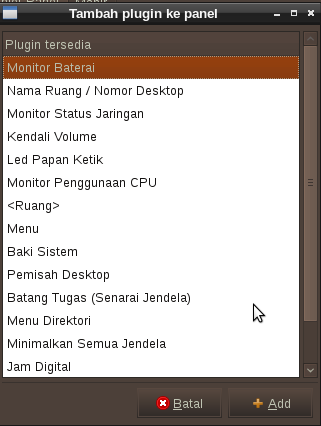 Tambah plugin ke panel
Plugin tersedia
Monitor Baterai
Nama Ruang / Nomor Desktop
Monitor Status Jaringan
Kendali Volume
Led Papan Ketik
Monitor Penggunaan CPU
<Ruang>
Menu
Baki Sistem
Pemisah Desktop
Batang Tugas (Senarai Jendela)
Menu Direktori
Minimalkan Semua Jendela
Jam Digital
Batal Add